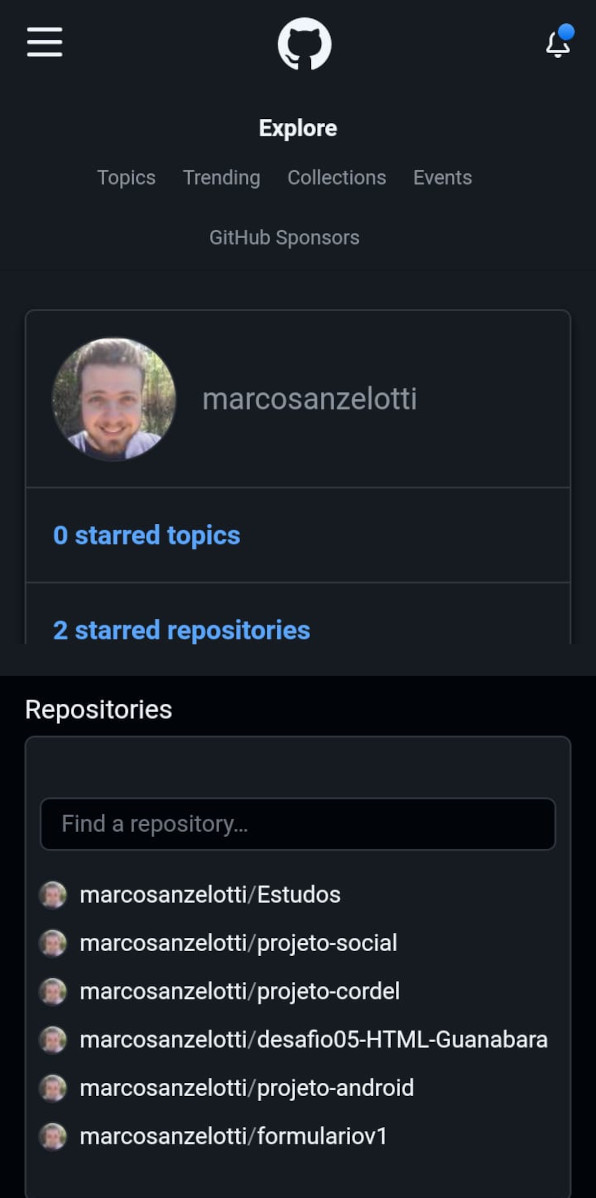 Explore
Topics Trending Collections Events
GitHub Sponsors
marcosanzelotti
0 starred topics
2 starred repositories
Repositories
Find a repository...
marcosanzelotti/Estudos
marcosanzelotti/projeto-social
marcosanzelotti/projeto-cordel
marcosanzelotti/desafio05-HTML-Guanabara
marcosanzelotti/projeto-android
marcosanzelotti/formulariov1